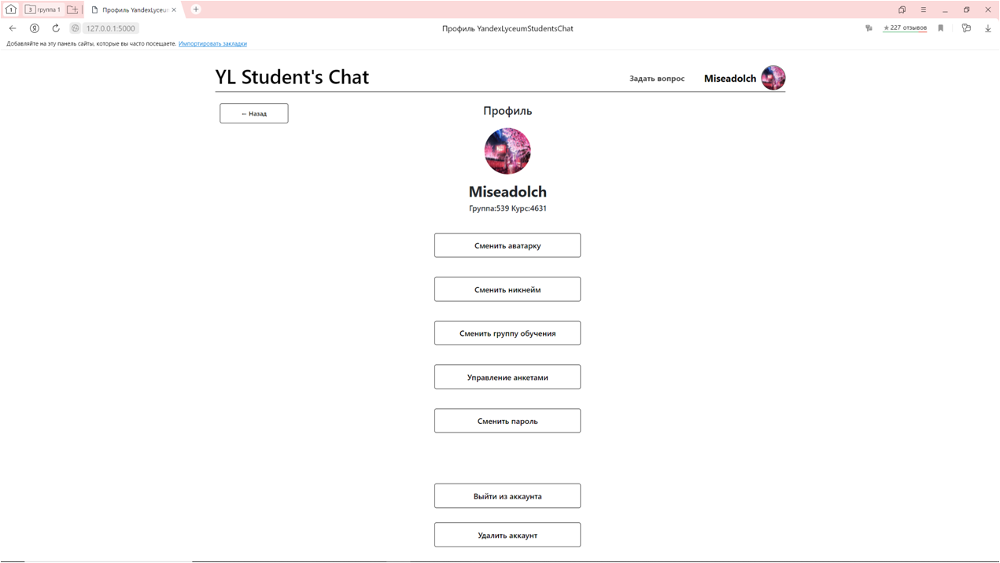 1
3 группа 1
Профиль YandexLyceum
127.0.0.1:5000
Профиль YandexLyceumStudentsChat
★ 227 отзывов
Добавляйте на эту панель сайты, которые вы часто посещаете. Импортировать закладки
YL Student's Chat
Задать вопрос
Miseadolch
← Назад
Профиль
Miseadolch
Группа:539 Курс:4631
Сменить аватарку
Сменить никнейм
Сменить группу обучения
Управление анкетами
Сменить пароль
Выйти из аккаунта
Удалить аккаунт